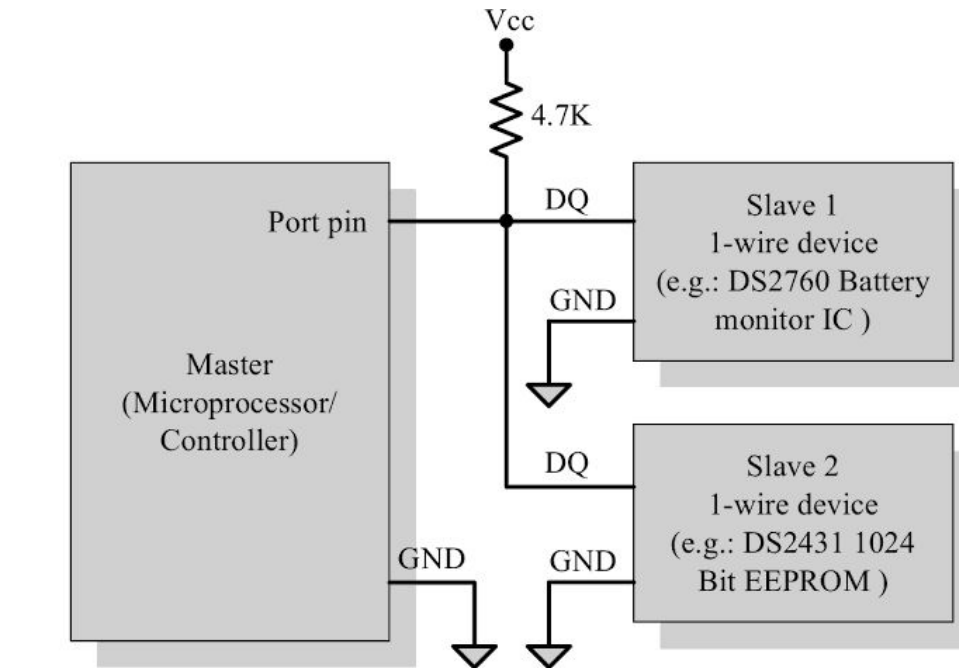 Vcc
4.7K
Port pin
DQ
Slave 1
1-wire device
(e.g.: DS2760 Battery
monitor IC )
GND
Master
(Microprocessor/
Controller)
DQ
Slave 2
1-wire device
(e.g.: DS2431 1024
Bit EEPROM )
GND
GND